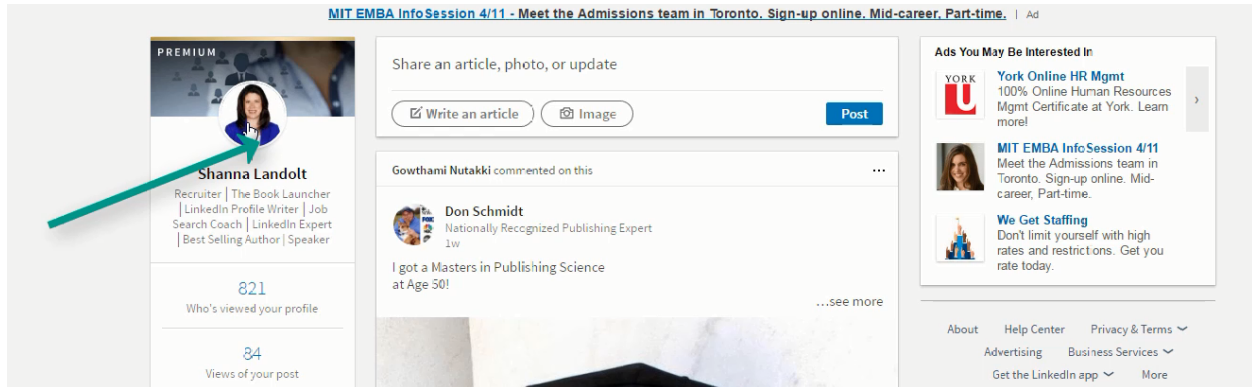 MIT EMBA InfoSession 4/11 - Meet the Admissions team in Toronto. Sign-up online. Mid-career, Part-time. | Ad
PREMIUM
Shanna Landolt
Recruiter | The Book Launcher
| LinkedIn Profile Writer | Job
Search Coach | LinkedIn Expert
| Best Selling Author | Speaker
821
Who's viewed your profile
84
Views of your post
Share an article, photo, or update
Write an article
Image
Post
Gowthami Nutakki commented on this
...
Don Schmidt
Nationally Recognized Publishing Expert
1w
I got a Masters in Publishing Science
at Age 50!
...see more
Ads You May Be Interested In
YORK
U
York Online HR Mgmt
100% Online Human Resources
Mgmt Certificate at York. Learn
more!
MIT EMBA InfoSession 4/11
Meet the Admissions team in
Toronto. Sign-up online. Mid-
career, Part-time.
We Get Staffing
Don't limit yourself with high
rates and restrictions. Get you
rate today.
About Help Center Privacy & Terms
Advertising Business Services
Get the LinkedIn app More